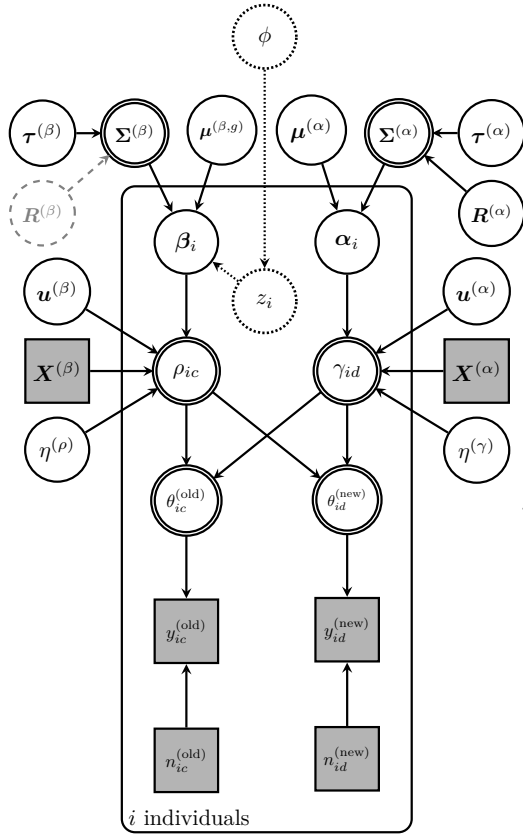 ϕ
τ^(β) Σ^(β) μ^(β,g) μ^(α) Σ^(α) τ^(α)
R^(β) R^(α)
β_i α_i
u^(β) z_i u^(α)
X^(β) ρ_ic γ_id X^(α)
η^(ρ) η^(γ)
θ_ic^(old) θ_id^(new)
y_ic^(old) y_id^(new)
n_ic^(old) n_id^(new)
i individuals